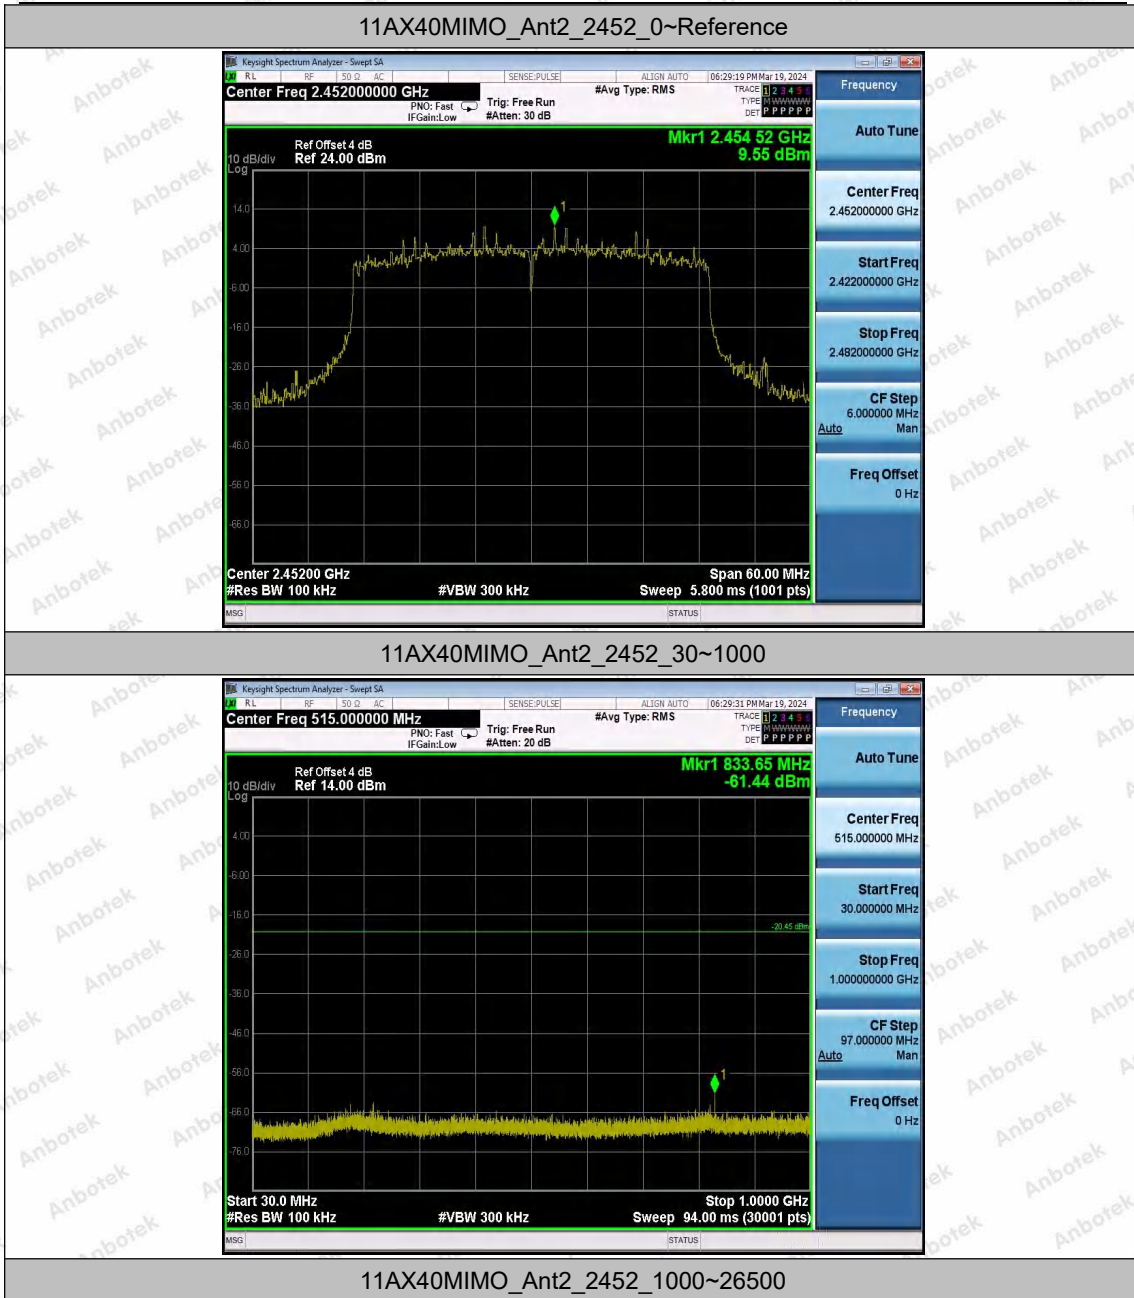 11AX40MIMO_Ant2_2452_0~Reference
Keysight Spectrum Analyzer - Swept SA
LXI RL RF 50 Ω AC SENSE:PULSE ALIGN AUTO 06:29:19 PM Mar 19, 2024
Center Freq 2.452000000 GHz
PNO: Fast
IFGain:Low
Trig: Free Run
#Atten: 30 dB
#Avg Type: RMS
TRACE 1 2 3 4 5 6
TYPE M WWWWW
DET P P P P P P
Ref Offset 4 dB
Ref 24.00 dBm
10 dB/div
Log
Mkr1 2.454 52 GHz
9.55 dBm
1
14.0
4.00
-6.00
-16.0
-26.0
-36.0
-46.0
-56.0
-66.0
Center 2.45200 GHz
Span 60.00 MHz
#Res BW 100 kHz
#VBW 300 kHz
Sweep 5.800 ms (1001 pts)
MSG
STATUS
Frequency
Auto Tune
Center Freq
2.452000000 GHz
Start Freq
2.422000000 GHz
Stop Freq
2.482000000 GHz
CF Step
6.000000 MHz
Auto Man
Freq Offset
0 Hz
11AX40MIMO_Ant2_2452_30~1000
Keysight Spectrum Analyzer - Swept SA
LXI RL RF 50 Ω AC SENSE:PULSE ALIGN AUTO 06:29:31 PM Mar 19, 2024
Center Freq 515.000000 MHz
PNO: Fast
IFGain:Low
Trig: Free Run
#Atten: 20 dB
#Avg Type: RMS
TRACE 1 2 3 4 5 6
TYPE M WWWWW
DET P P P P P P
Ref Offset 4 dB
Ref 14.00 dBm
10 dB/div
Log
Mkr1 833.65 MHz
-61.44 dBm
4.00
-6.00
-16.0
-20.45 dBm
-26.0
-36.0
-46.0
-56.0
1
-66.0
-76.0
Start 30.0 MHz
Stop 1.0000 GHz
#Res BW 100 kHz
#VBW 300 kHz
Sweep 94.00 ms (30001 pts)
MSG
STATUS
Frequency
Auto Tune
Center Freq
515.000000 MHz
Start Freq
30.000000 MHz
Stop Freq
1.000000000 GHz
CF Step
97.000000 MHz
Auto Man
Freq Offset
0 Hz
11AX40MIMO_Ant2_2452_1000~26500
Anbotek